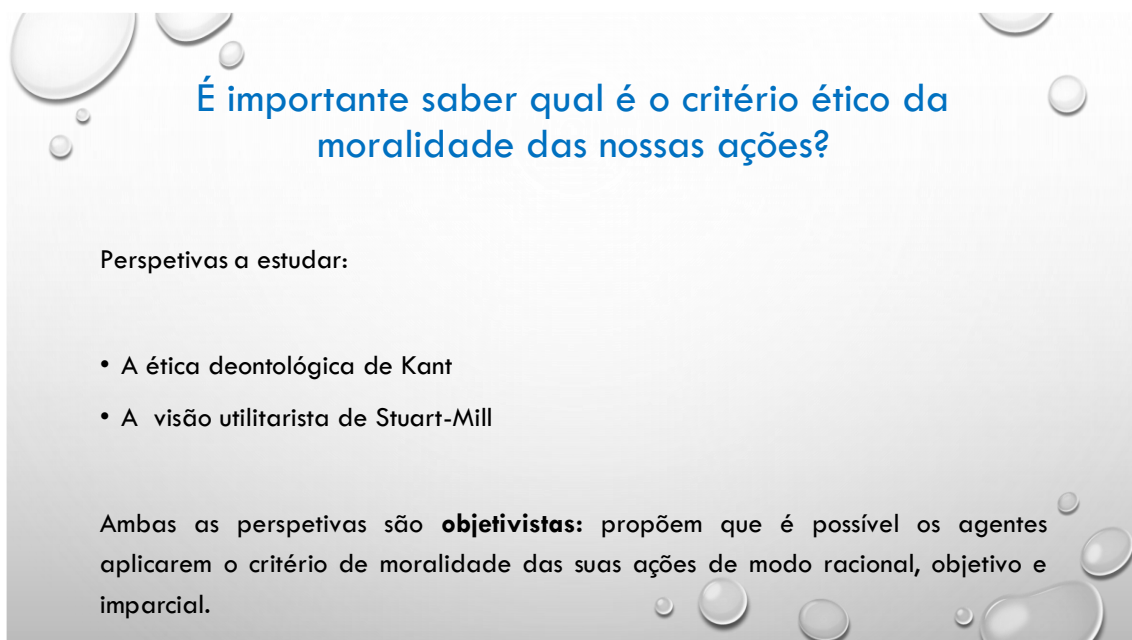 É importante saber qual é o critério ético da
moralidade das nossas ações?
Perspetivas a estudar:
• A ética deontológica de Kant
• A visão utilitarista de Stuart-Mill
Ambas as perspetivas são objetivistas: propõem que é possível os agentes
aplicarem o critério de moralidade das suas ações de modo racional, objetivo e
imparcial.